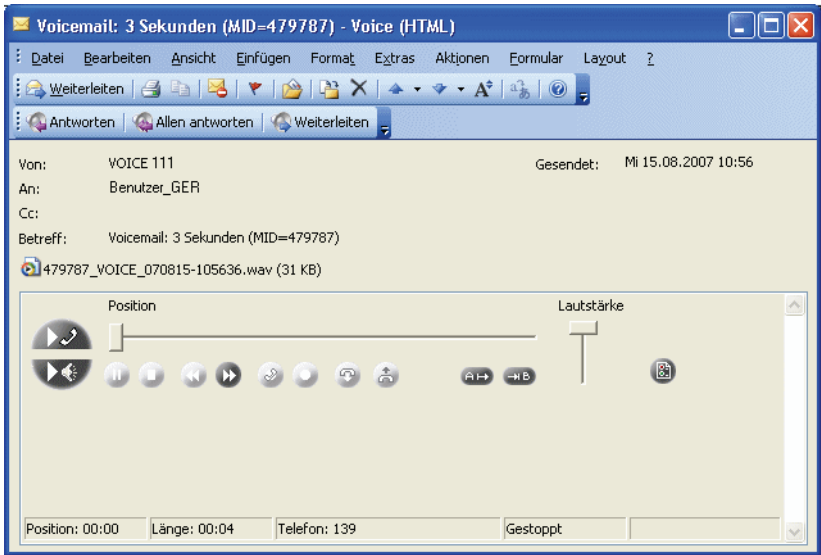 Voicemail: 3 Sekunden (MID=479787) - Voice (HTML)
Datei Bearbeiten Ansicht Einfügen Format Extras Aktionen Formular Layout ?
Weiterleiten
Antworten Allen antworten Weiterleiten
Von: VOICE 111 Gesendet: Mi 15.08.2007 10:56
An: Benutzer_GER
Cc:
Betreff: Voicemail: 3 Sekunden (MID=479787)
479787_VOICE_070815-105636.wav (31 KB)
Position Lautstärke
A B
Position: 00:00 Länge: 00:04 Telefon: 139 Gestoppt